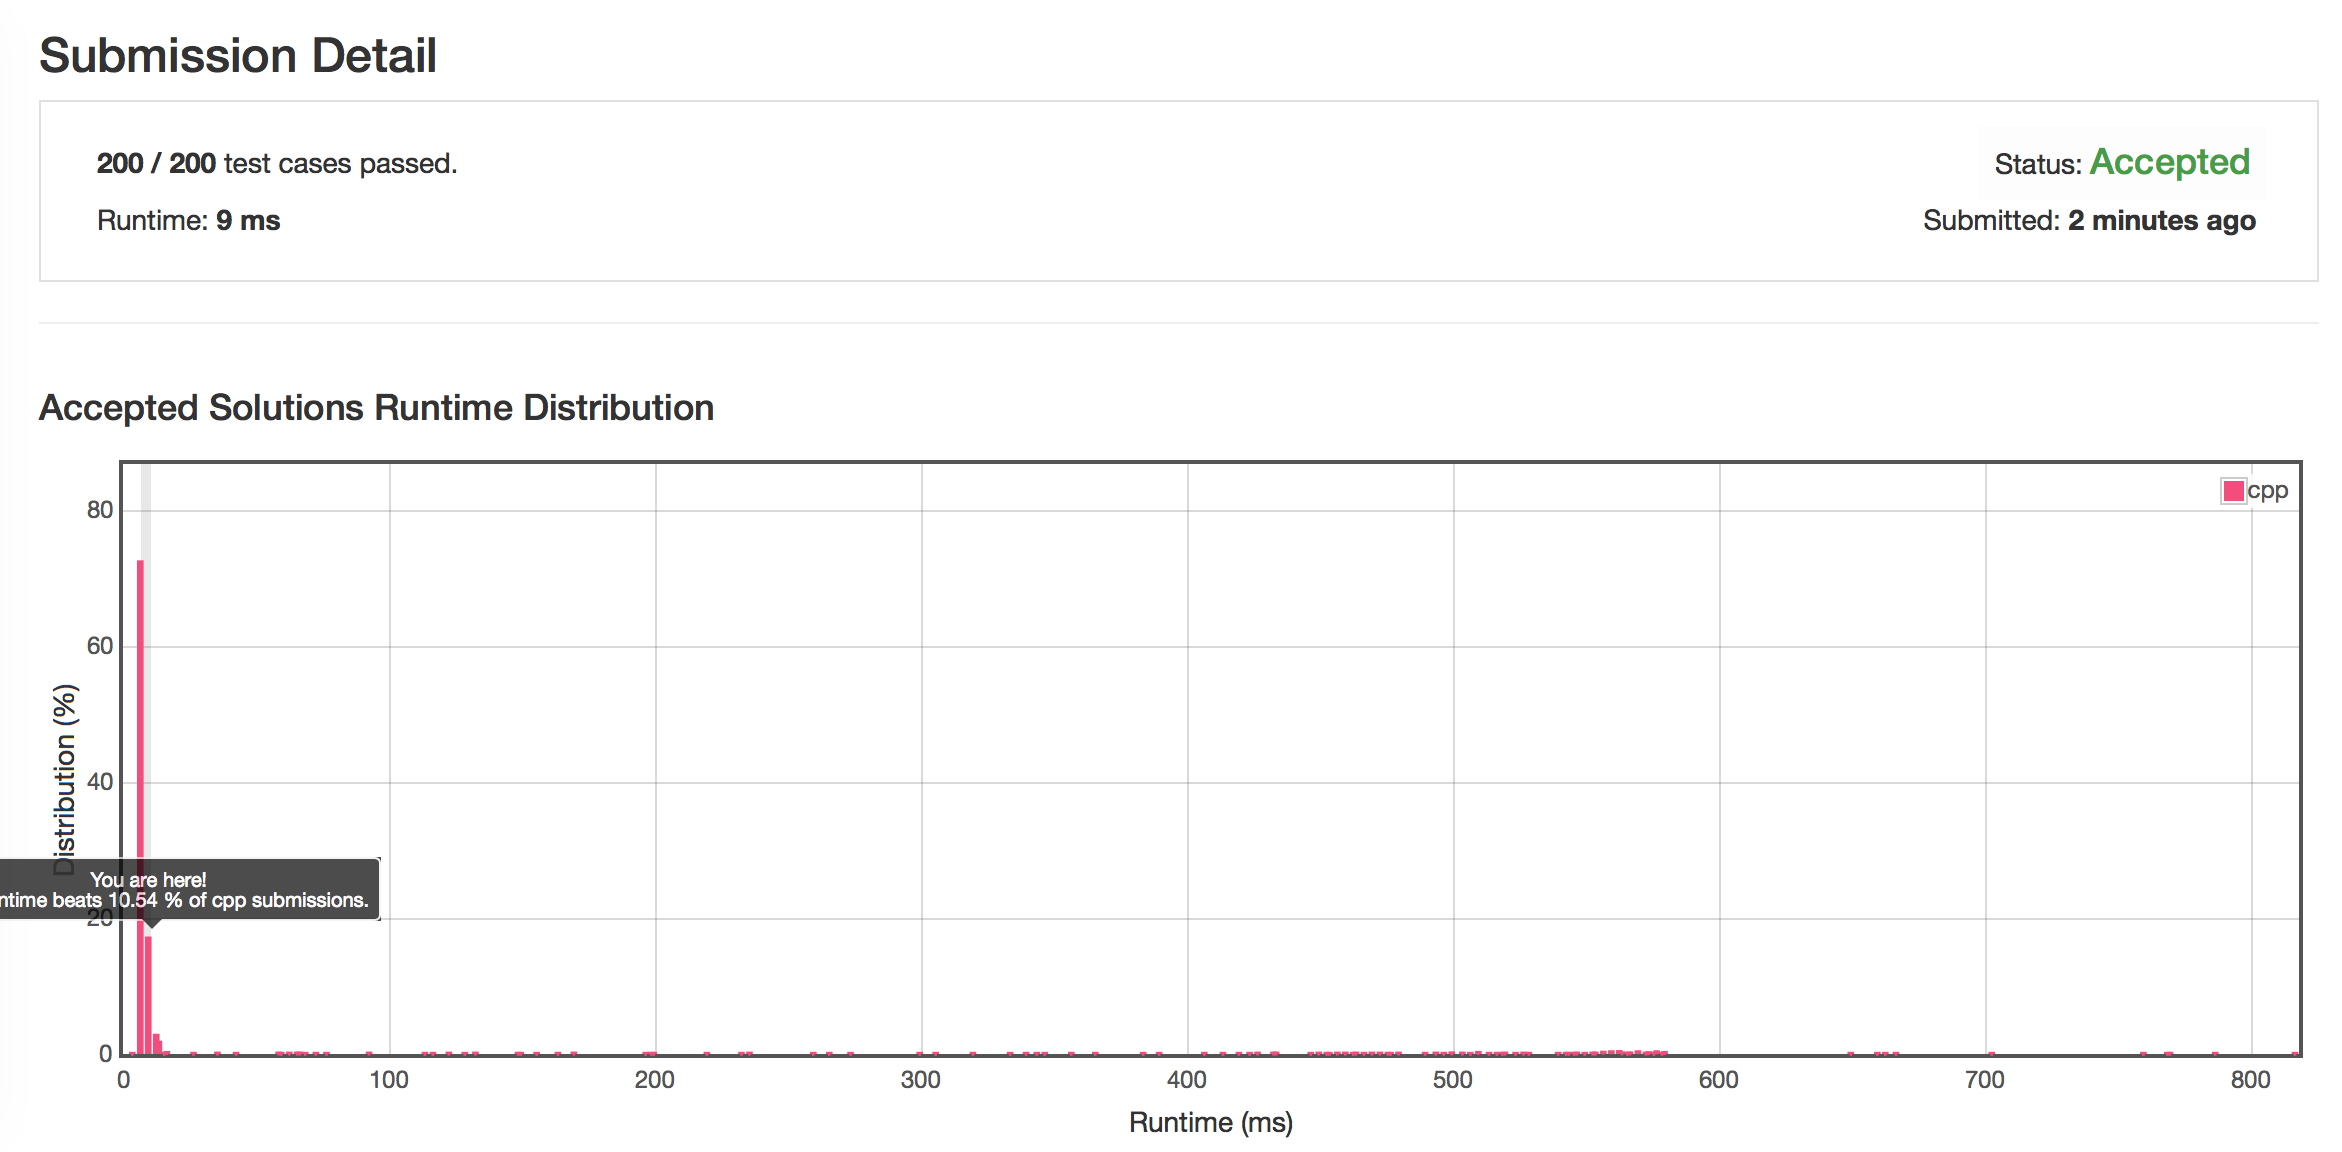 Submission Detail
200 / 200 test cases passed.
Status: Accepted
Runtime: 9 ms
Submitted: 2 minutes ago
Accepted Solutions Runtime Distribution
cpp
80
60
40
20
0
Distribution (%)
You are here!
beats 10.54 % of cpp submissions.
0 100 200 300 400 500 600 700 800
Runtime (ms)